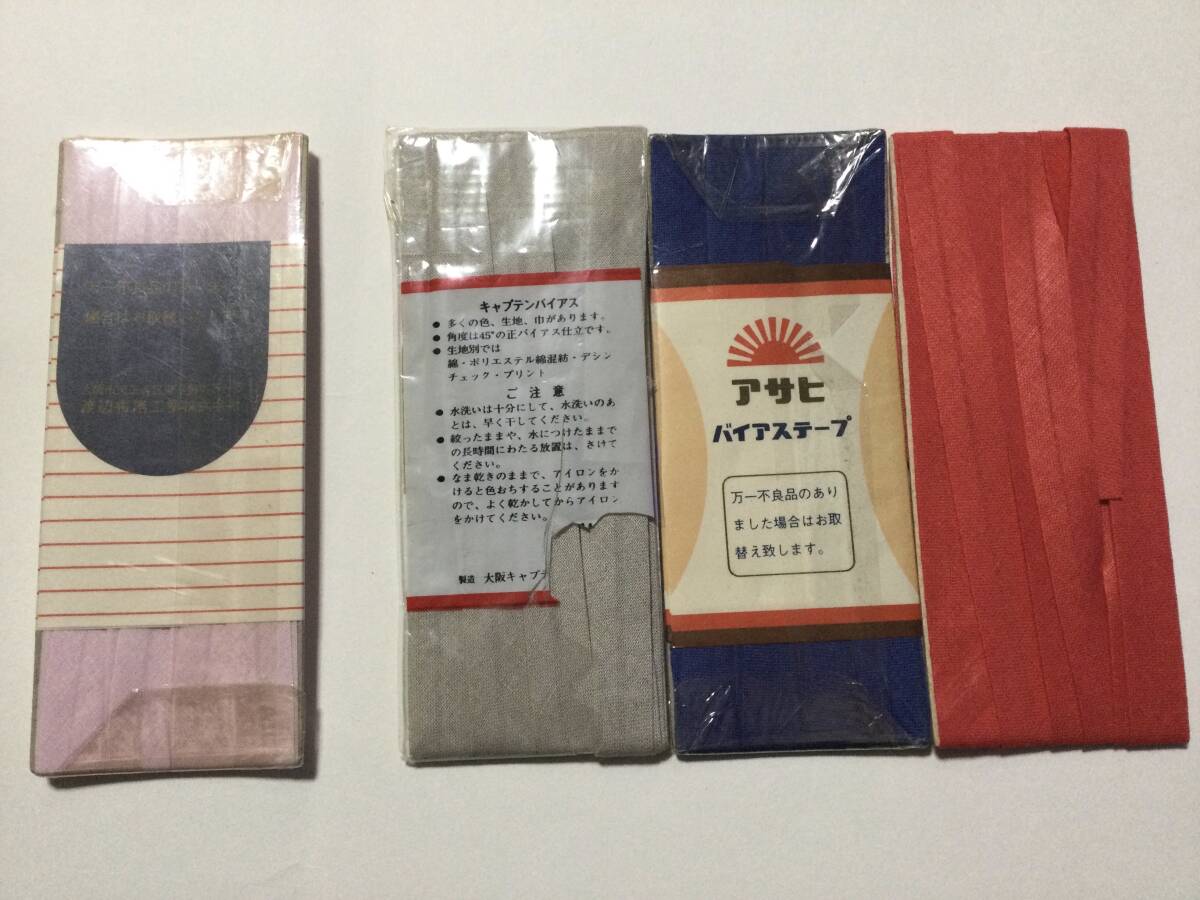 キャプテンバイアス
● 多くの色、生地、巾があります。
● 角度は45°の正バイアス仕立です。
● 生地別では
綿・ポリエステル綿混紡・デシン
チェック・プリント
ご注意
● 水洗いは十分にして、水洗いのあ
とは、早く干してください。
● 絞ったままや、水につけたままで
の長時間にわたる放置は、さけて
ください。
● なま乾きのままで、アイロンをか
けると色おちすることがあります
ので、よく乾かしてからアイロン
をかけてください。
製造 大阪キャプテ
アサヒ
バイアステープ
万一不良品のあり
ました場合はお取
替え致します。